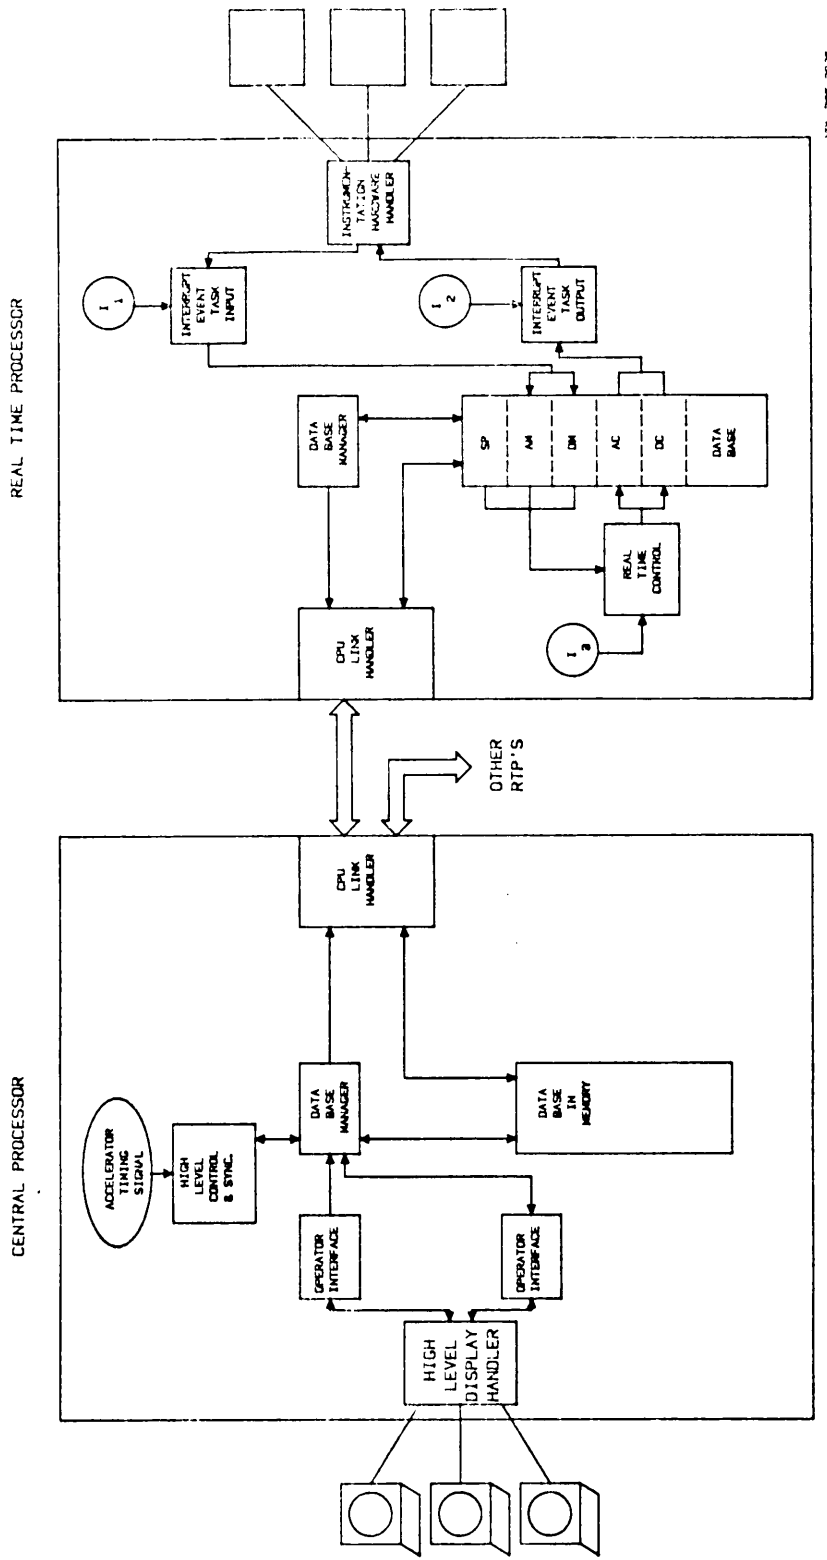 CENTRAL PROCESSOR
ACCELERATOR
TIMING
SIGNAL
HIGH
LEVEL
CONTROL
& SYNC.
OPERATOR
INTERFACE
HIGH
LEVEL
DISPLAY
HANDLER
OPERATOR
INTERFACE
DATA
BASE
MANAGER
DATA
BASE
IN
MEMORY
CPU
LINK
HANDLER
OTHER
RTP'S
REAL TIME PROCESSOR
CPU
LINK
HANDLER
DATA
BASE
MANAGER
I 1
INTERRUPT
EVENT
TASK
INPUT
INSTRUMEN-
TATION
HARDWARE
HANDLER
I 2
INTERRUPT
EVENT
TASK
OUTPUT
SP
AM
DM
AC
DC
DATA
BASE
I 3
REAL
TIME
CONTROL